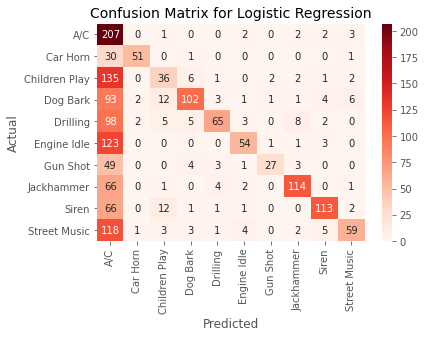 Confusion Matrix for Logistic Regression
A/C 207 0 1 0 0 2 0 2 2 3
Car Horn 30 51 0 1 0 0 0 0 0 1
Children Play 135 0 36 6 1 0 2 2 1 2
Dog Bark 93 2 12 102 3 1 1 1 4 6
Drilling 98 2 5 5 65 3 0 8 2 0
Engine Idle 123 0 0 0 0 54 1 1 3 0
Gun Shot 49 0 0 4 3 1 27 3 0 0
Jackhammer 66 0 1 0 4 2 0 114 0 1
Siren 66 0 12 1 1 0 0 0 113 2
Street Music 118 1 3 3 1 4 0 2 5 59
A/C Car Horn Children Play Dog Bark Drilling Engine Idle Gun Shot Jackhammer Siren Street Music
Predicted
Actual
200
175
150
125
100
75
50
25
0